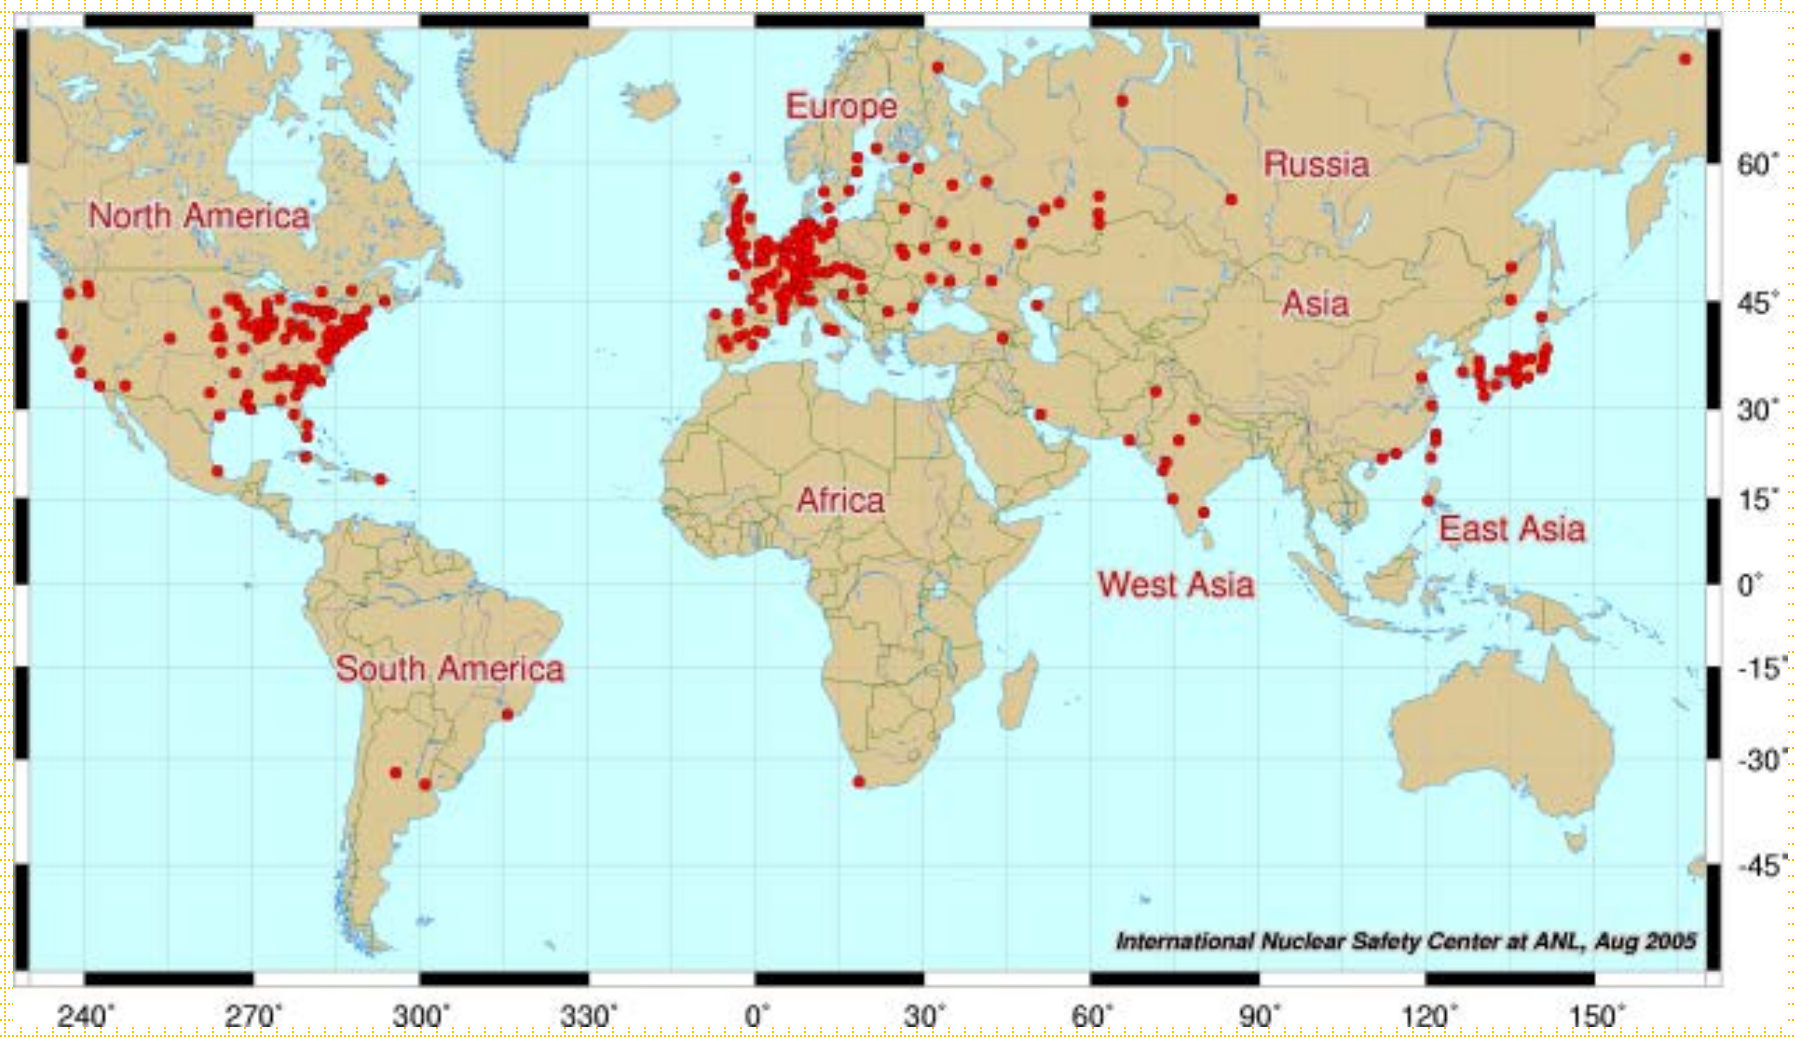 Europe
Russia
60°
North America
Asia
45°
30°
Africa
15°
East Asia
West Asia
0°
South America
-15°
-30°
-45°
International Nuclear Safety Center at ANL, Aug 2005
240° 270° 300° 330° 0° 30° 60° 90° 120° 150°